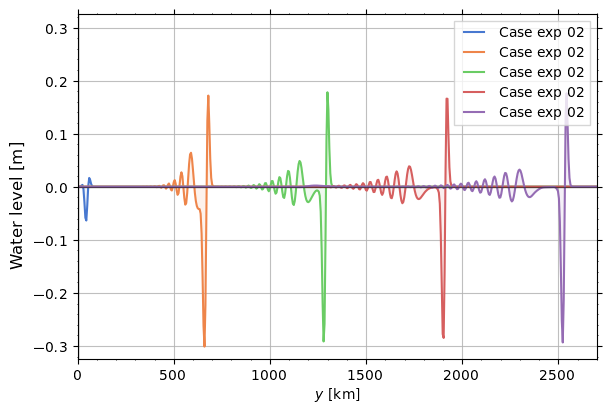 0.3
0.2
0.1
0.0
−0.1
−0.2
−0.3
Water level [m]
Case exp 02
Case exp 02
Case exp 02
Case exp 02
Case exp 02
0 500 1000 1500 2000 2500
y [km]